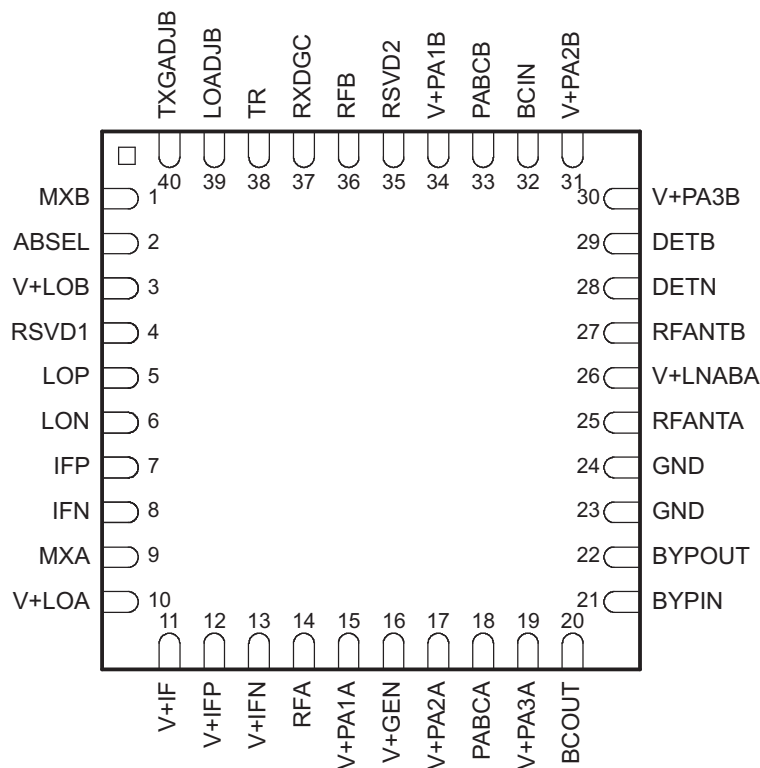 TXGADJB
LOADJB
TR
RXDGC
RFB
RSVD2
V+PA1B
PABCB
BCIN
V+PA2B
40 39 38 37 36 35 34 33 32 31
MXB 1
ABSEL 2
V+LOB 3
RSVD1 4
LOP 5
LON 6
IFP 7
IFN 8
MXA 9
V+LOA 10
30 V+PA3B
29 DETB
28 DETN
27 RFANTB
26 V+LNABA
25 RFANTA
24 GND
23 GND
22 BYPOUT
21 BYPIN
11 12 13 14 15 16 17 18 19 20
V+IF
V+IFP
V+IFN
RFA
V+PA1A
V+GEN
V+PA2A
PABCA
V+PA3A
BCOUT